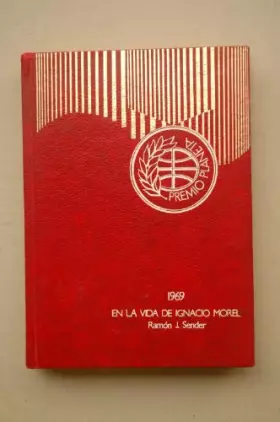 PREMIO PLANETA
1969
EN LA VIDA DE IGNACIO MOREL
Ramón J. Sender